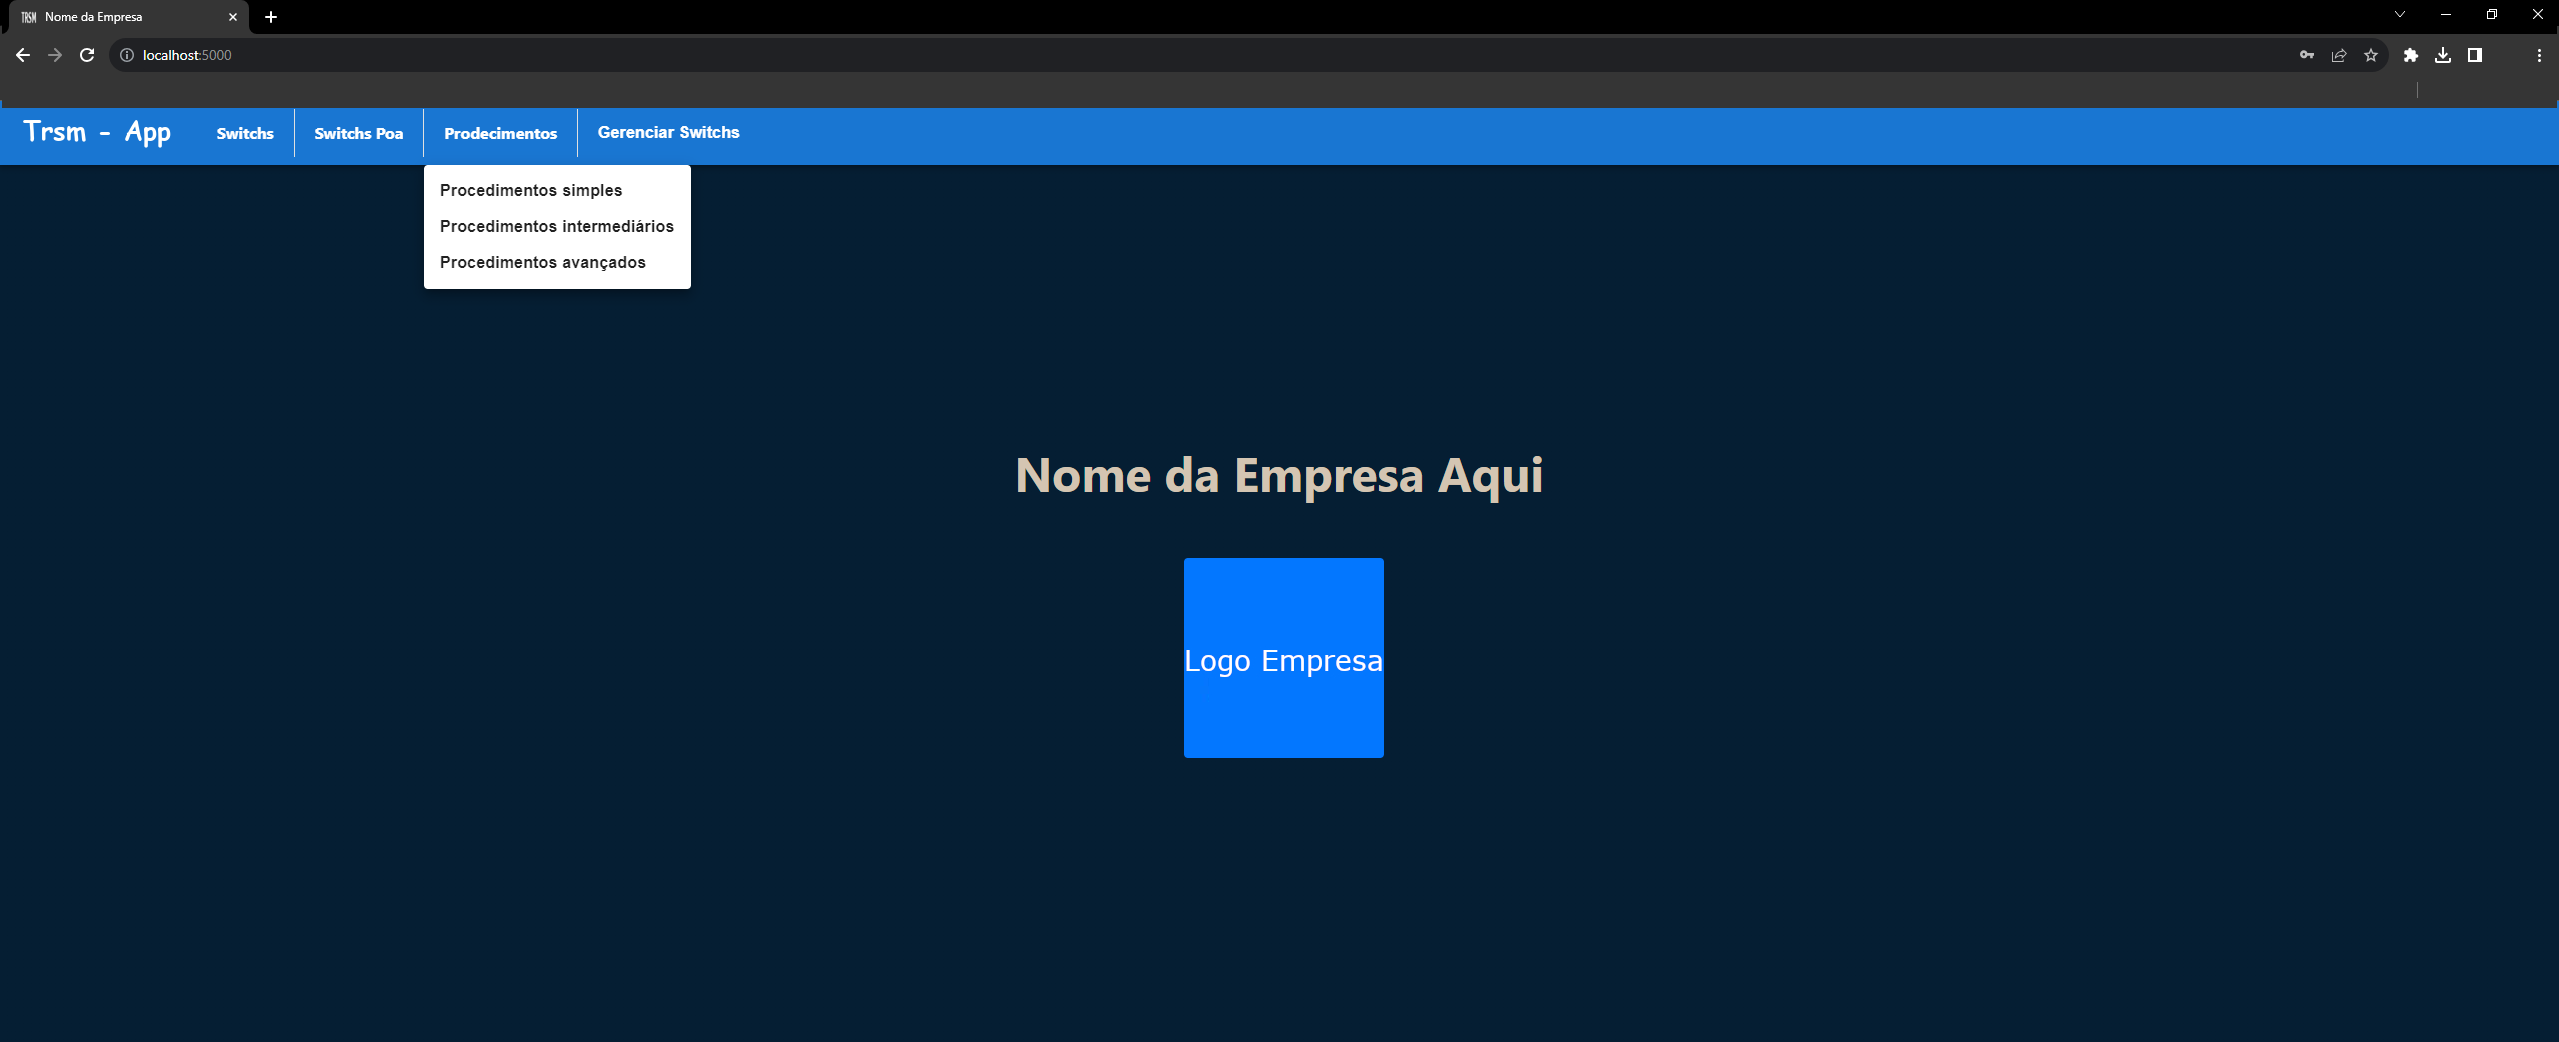 TRSM Nome da Empresa
localhost:5000
Trsm - App Switchs Switchs Poa Prodecimentos Gerenciar Switchs
Procedimentos simples
Procedimentos intermediários
Procedimentos avançados
Nome da Empresa Aqui
Logo Empresa